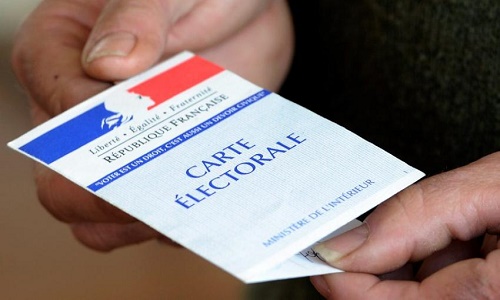 Liberté • Égalité • Fraternité
RÉPUBLIQUE FRANÇAISE
"VOTER EST UN DROIT, C'EST AUSSI UN DEVOIR CIVIQUE"
CARTE
ÉLECTORALE
MINISTÈRE DE L'INTÉRIEUR